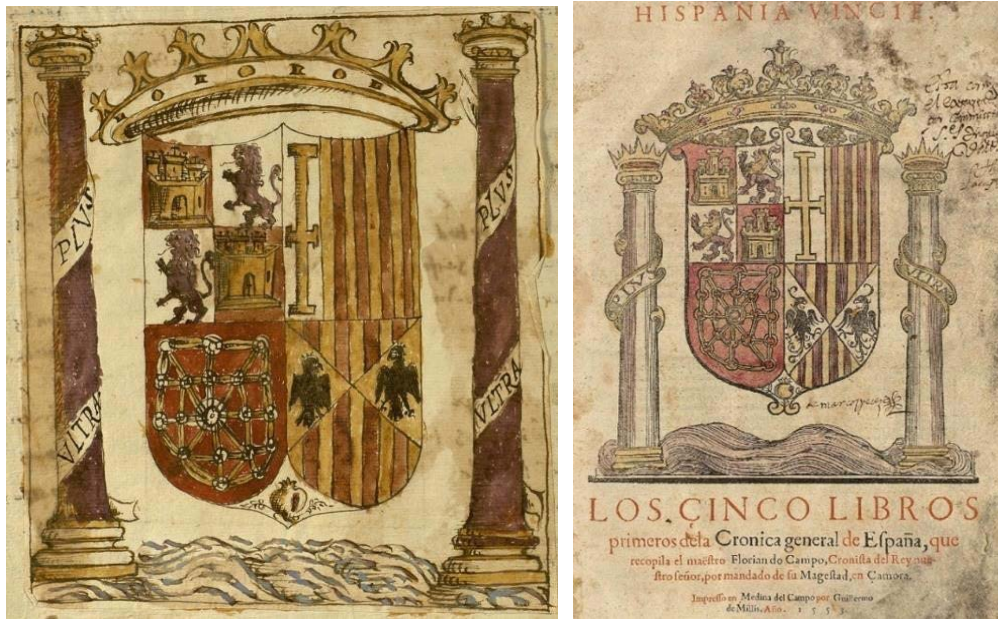 PLVS
VLTRA
PLVS
VLTRA
HISPANIA VINCIT.
PLVS
VLTRA
LOS CINCO LIBROS
primeros dela Cronica general de España, que
recopila el maestro Florian do Campo, Cronista del Rey nue-
stro señor, por mandado de su Magestad, en Çamora.
Impresso en Medina del Campo por Guillermo
de Millis. Año. 1553